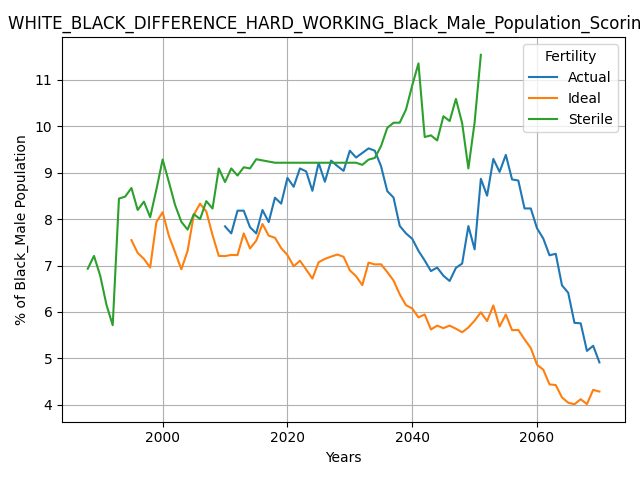 WHITE_BLACK_DIFFERENCE_HARD_WORKING_Black_Male_Population_Scorin
% of Black_Male Population
11
10
9
8
7
6
5
4
Fertility
Actual
Ideal
Sterile
2000 2020 2040 2060
Years